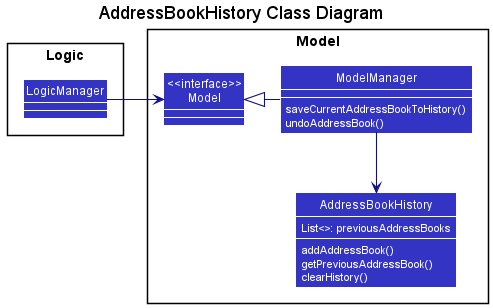 AddressBookHistory Class Diagram
Logic
LogicManager
Model
<<interface>>
Model
ModelManager
saveCurrentAddressBookToHistory()
undoAddressBook()
AddressBookHistory
List<>: previousAddressBooks
addAddressBook()
getPreviousAddressBook()
clearHistory()